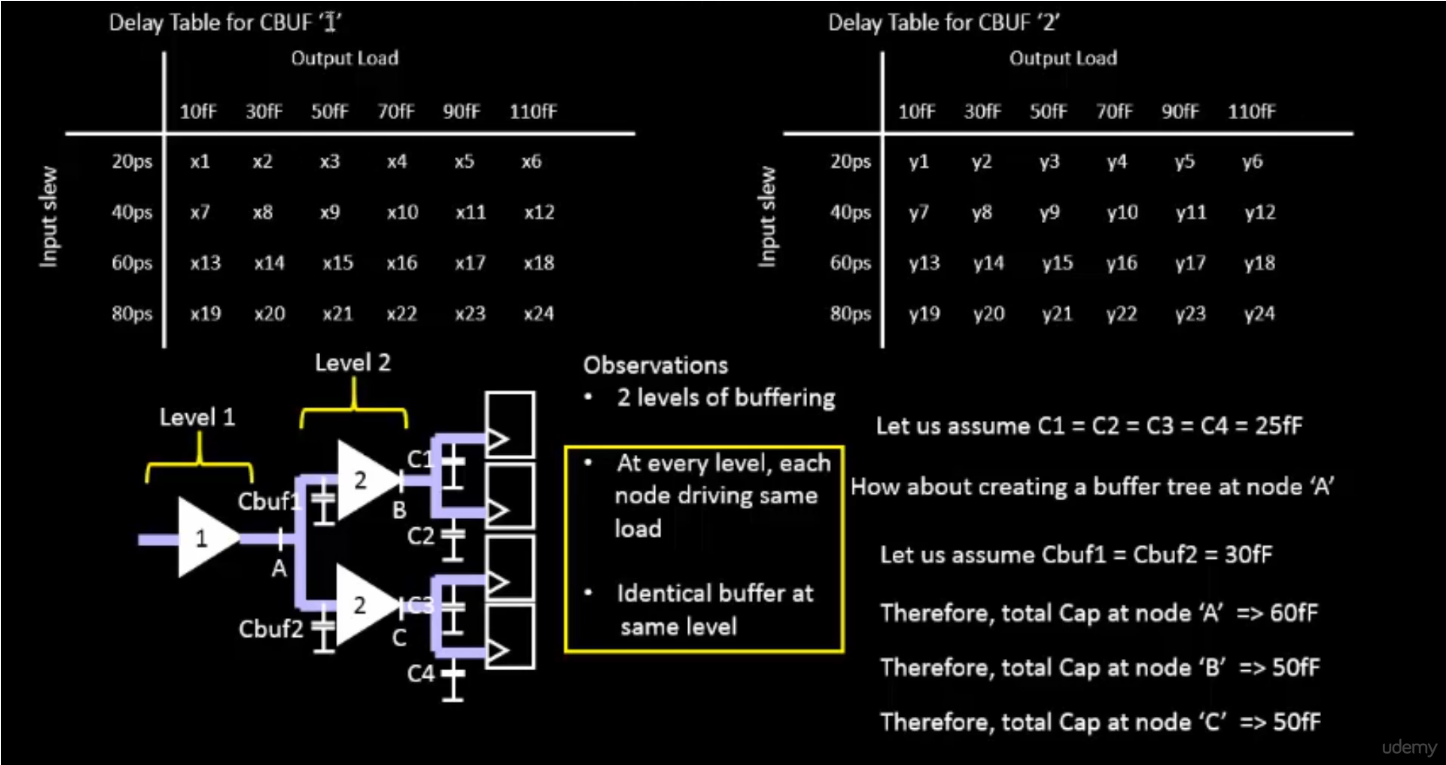 Delay Table for CBUF ‘1’
Output Load
10fF 30fF 50fF 70fF 90fF 110fF
Input slew
20ps x1 x2 x3 x4 x5 x6
40ps x7 x8 x9 x10 x11 x12
60ps x13 x14 x15 x16 x17 x18
80ps x19 x20 x21 x22 x23 x24
Delay Table for CBUF ‘2’
Output Load
10fF 30fF 50fF 70fF 90fF 110fF
Input slew
20ps y1 y2 y3 y4 y5 y6
40ps y7 y8 y9 y10 y11 y12
60ps y13 y14 y15 y16 y17 y18
80ps y19 y20 y21 y22 y23 y24
Level 1
Level 2
Cbuf1
1
A
2
B
C1
C2
Cbuf2
2
C
C3
C4
Observations
• 2 levels of buffering
• At every level, each
node driving same
load
• Identical buffer at
same level
Let us assume C1 = C2 = C3 = C4 = 25fF
How about creating a buffer tree at node ‘A’
Let us assume Cbuf1 = Cbuf2 = 30fF
Therefore, total Cap at node ‘A’ => 60fF
Therefore, total Cap at node ‘B’ => 50fF
Therefore, total Cap at node ‘C’ => 50fF
udemy